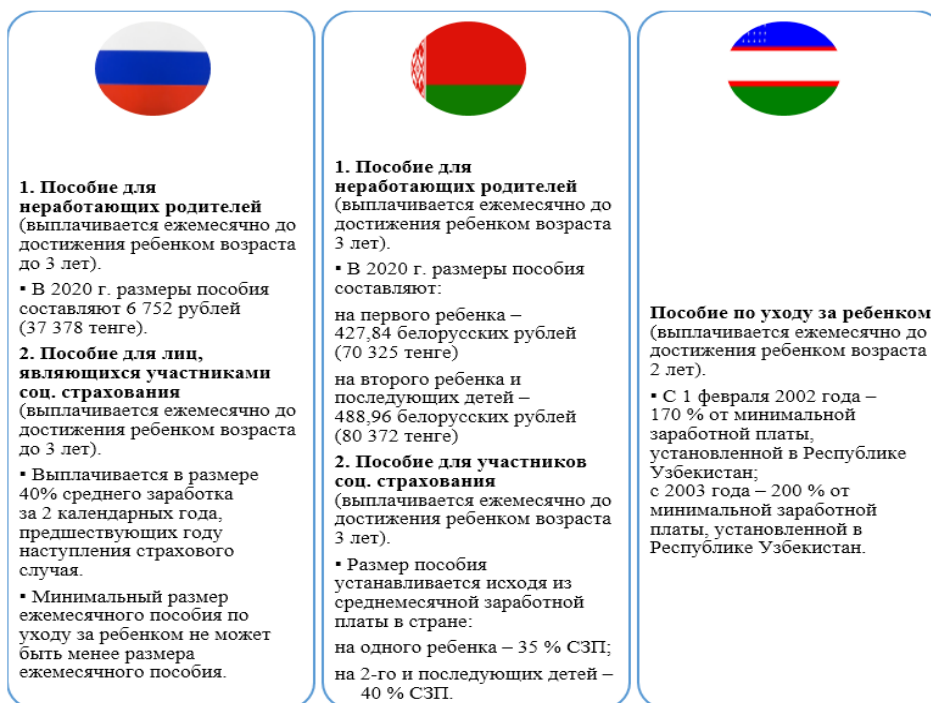 1. Пособие для
неработающих родителей
(выплачивается ежемесячно до
достижения ребенком возраста
до 3 лет).
▪ В 2020 г. размеры пособия
составляют 6 752 рублей
(37 378 тенге).
2. Пособие для лиц,
являющихся участниками
соц. страхования
(выплачивается ежемесячно до
достижения ребенком возраста
до 3 лет).
▪ Выплачивается в размере
40% среднего заработка
за 2 календарных года,
предшествующих году
наступления страхового
случая.
▪ Минимальный размер
ежемесячного пособия по
уходу за ребенком не может
быть менее размера
ежемесячного пособия.
1. Пособие для
неработающих родителей
(выплачивается ежемесячно до
достижения ребенком возраста
3 лет).
▪ В 2020 г. размеры пособия
составляют:
на первого ребенка –
427,84 белорусских рублей
(70 325 тенге)
на второго ребенка и
последующих детей –
488,96 белорусских рублей
(80 372 тенге)
2. Пособие для участников
соц. страхования
(выплачивается ежемесячно до
достижения ребенком возраста
3 лет).
▪ Размер пособия
устанавливается исходя из
среднемесячной заработной
платы в стране:
на одного ребенка – 35 % СЗП;
на 2-го и последующих детей –
40 % СЗП.
Пособие по уходу за ребенком
(выплачивается ежемесячно до
достижения ребенком возраста
2 лет).
▪ С 1 февраля 2002 года –
170 % от минимальной
заработной платы,
установленной в Республике
Узбекистан;
с 2003 года – 200 % от
минимальной заработной
платы, установленной в
Республике Узбекистан.